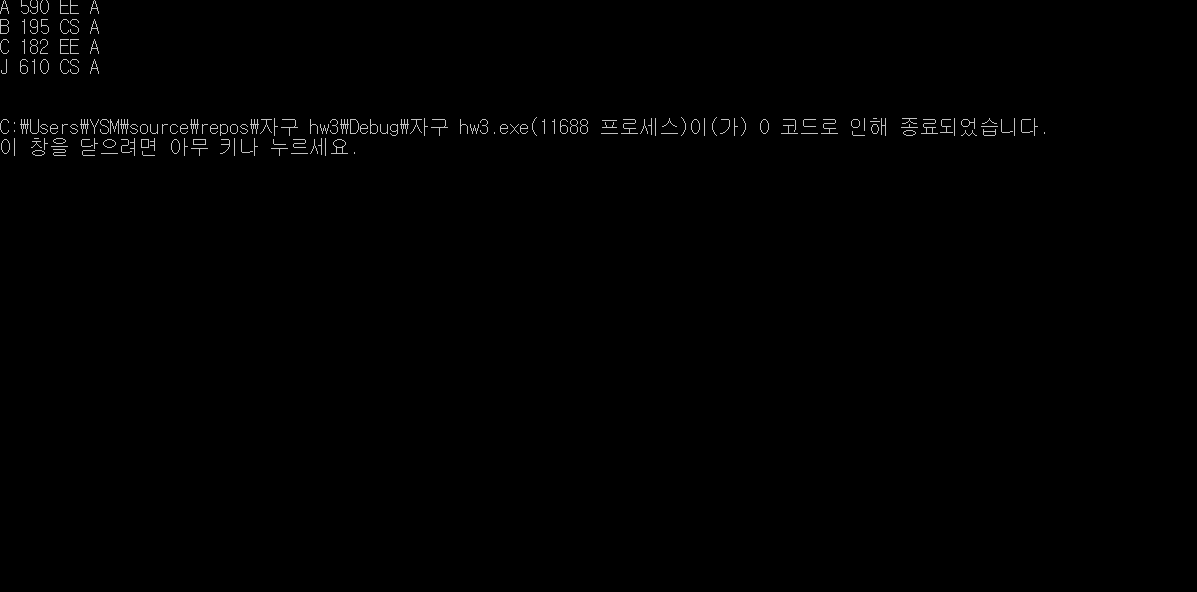 A 590 EE A
B 195 CS A
C 182 EE A
J 610 CS A
C:₩Users₩YSM₩source₩repos₩자구 hw3₩Debug₩자구 hw3.exe(11688 프로세스)이(가) 0 코드로 인해 종료되었습니다.
이 창을 닫으려면 아무 키나 누르세요.